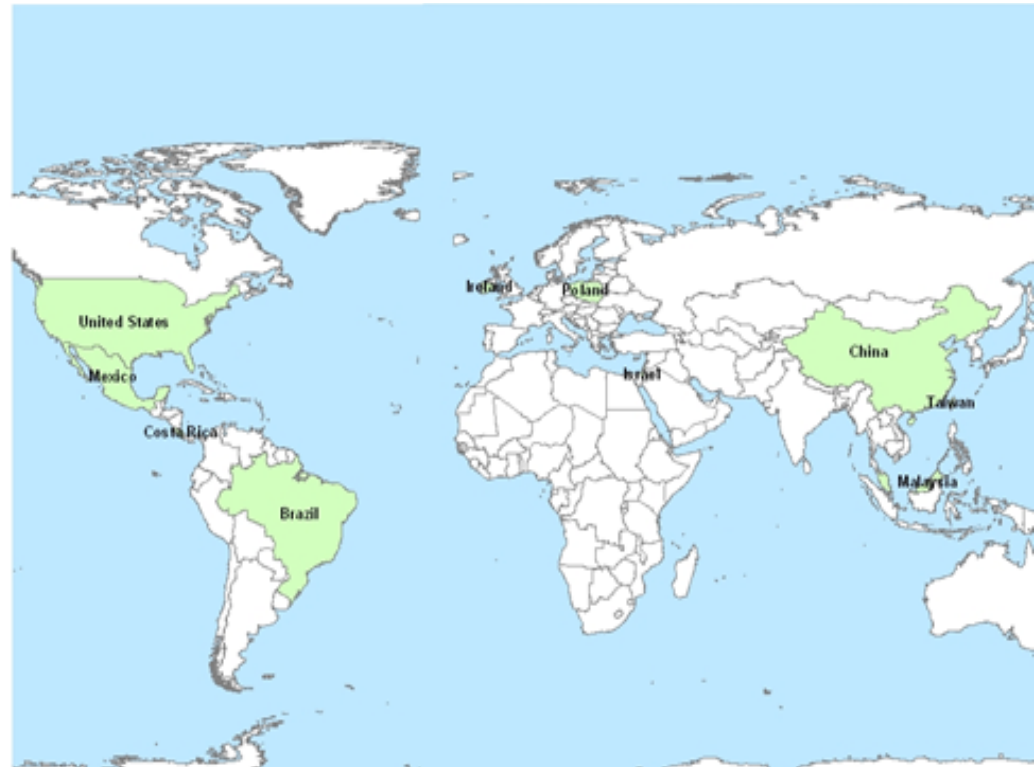 Ireland
Poland
United States
China
Israel
Mexico
Taiwan
Costa Rica
Malaysia
Brazil